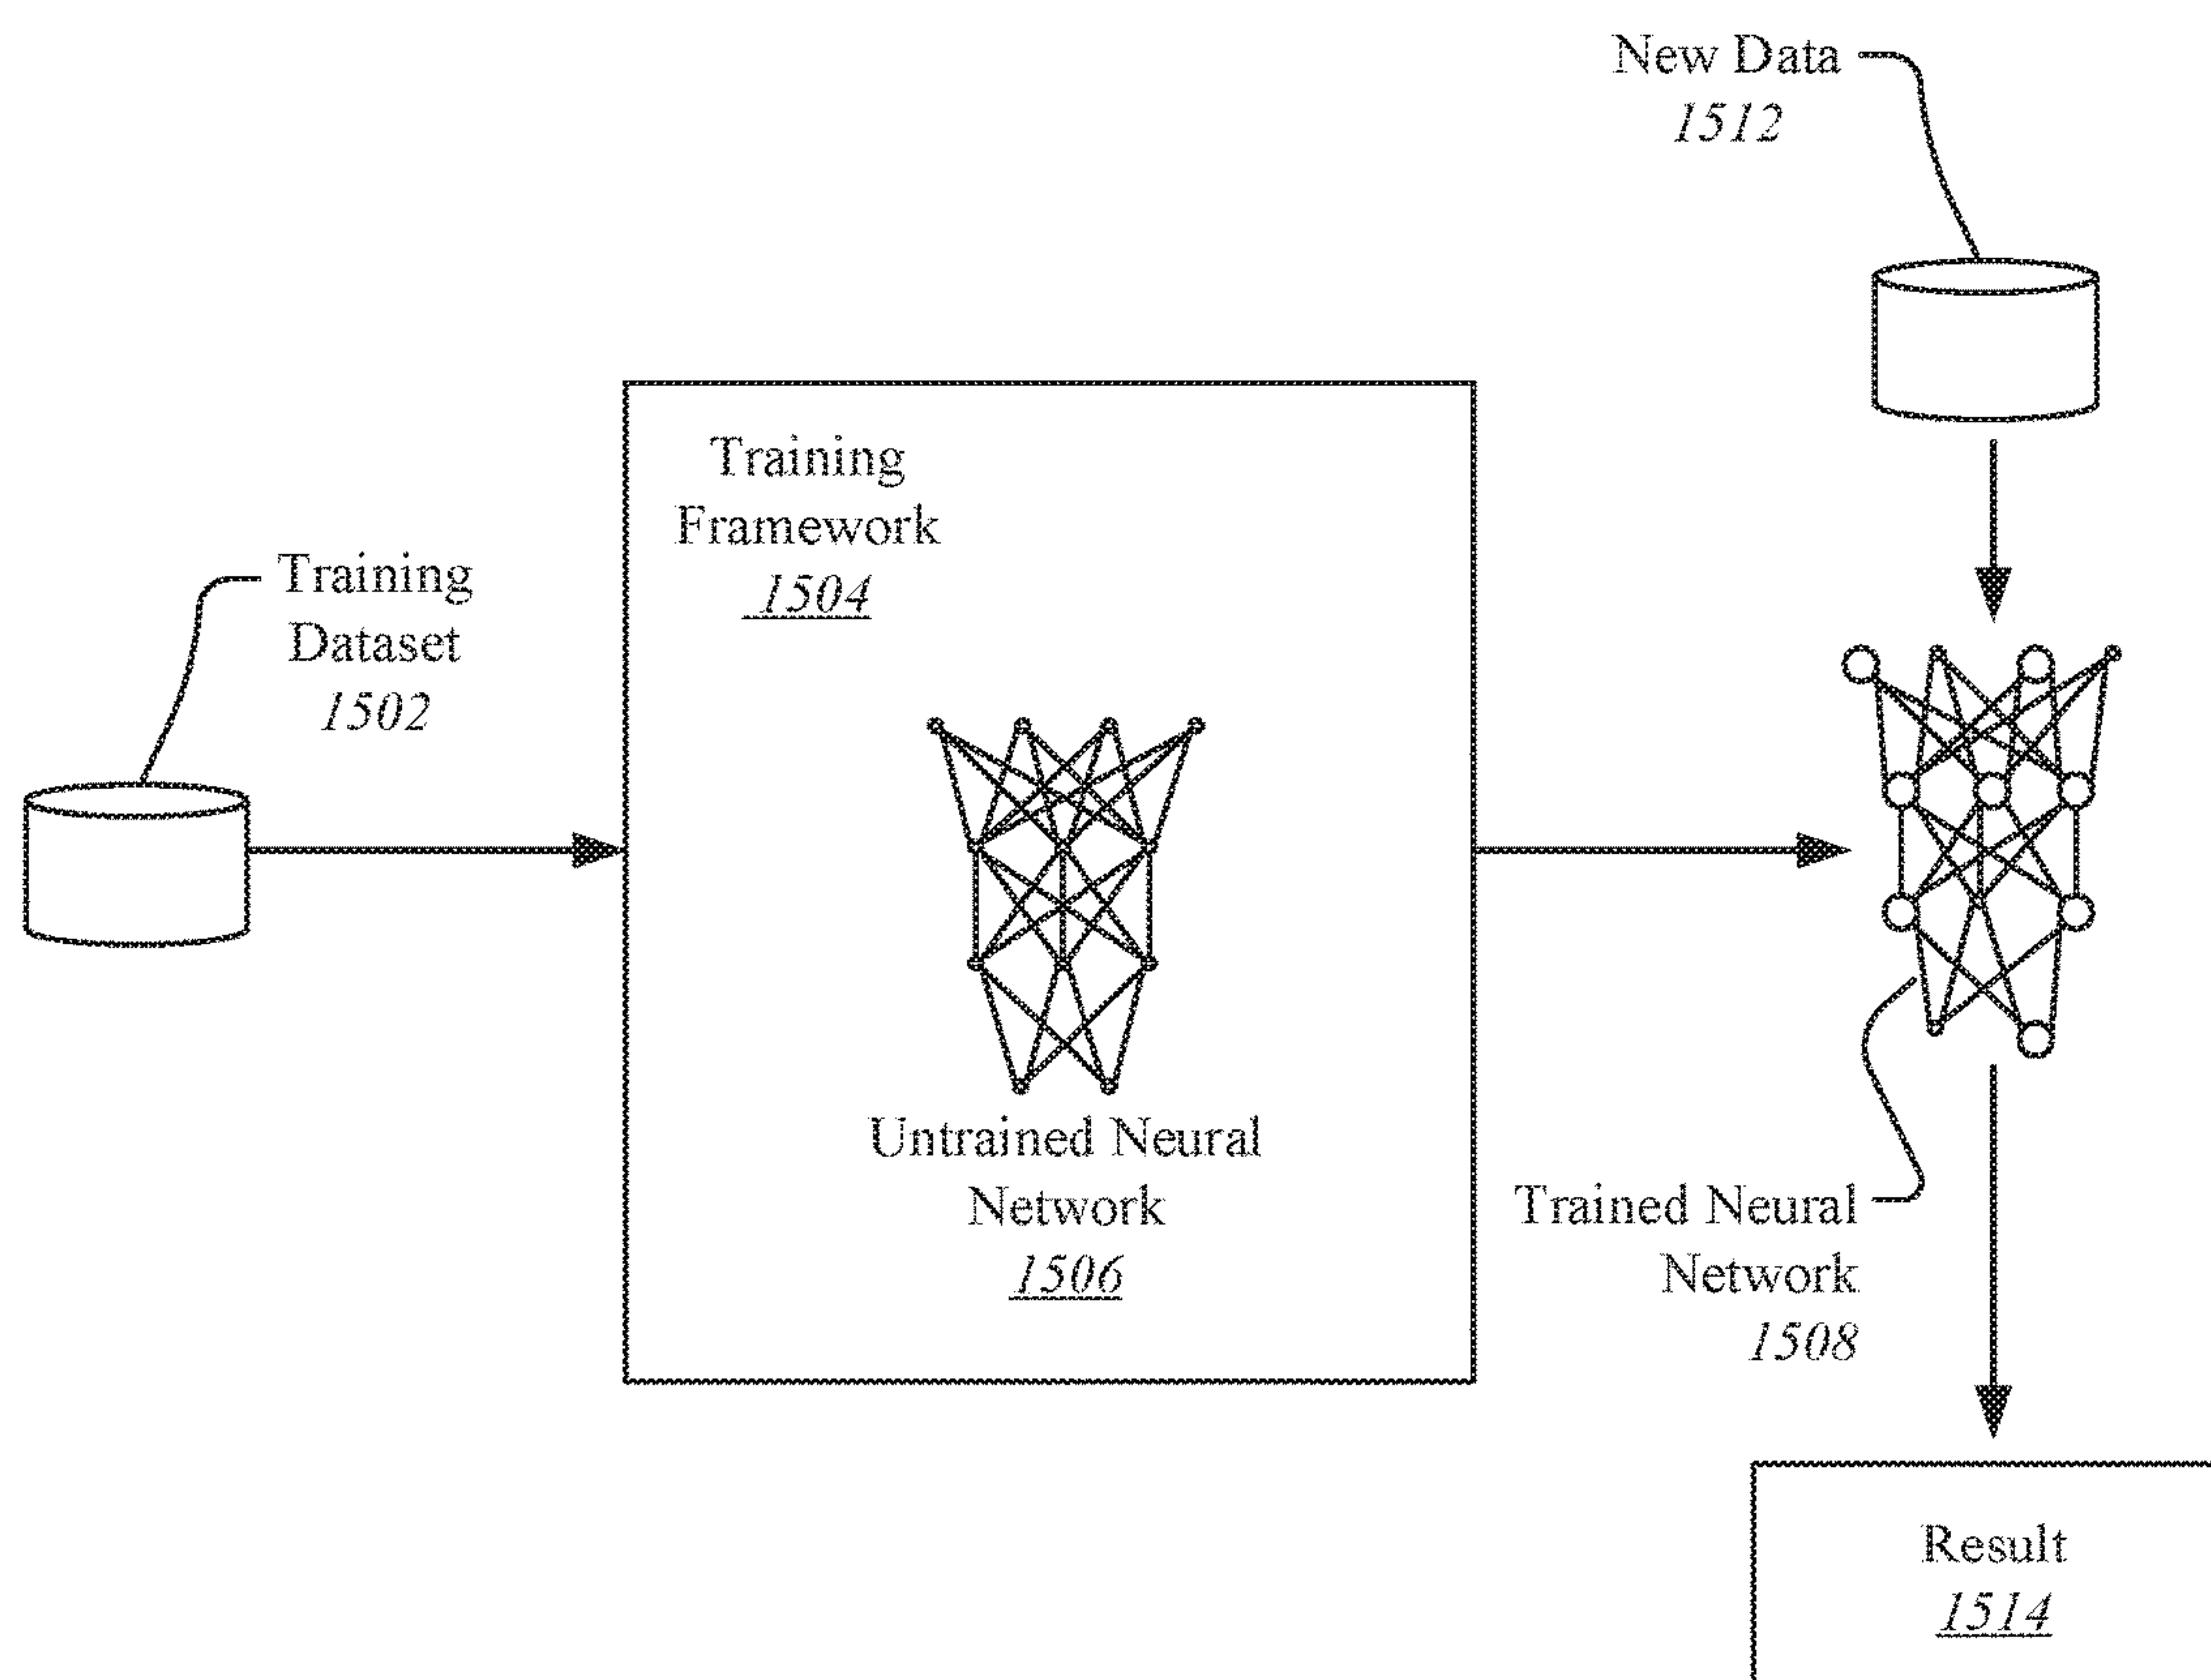 New Data
1512
Training
Framework
1504
Training
Dataset
1502
Untrained Neural
Network
1506
Trained Neural
Network
1508
Result
1514